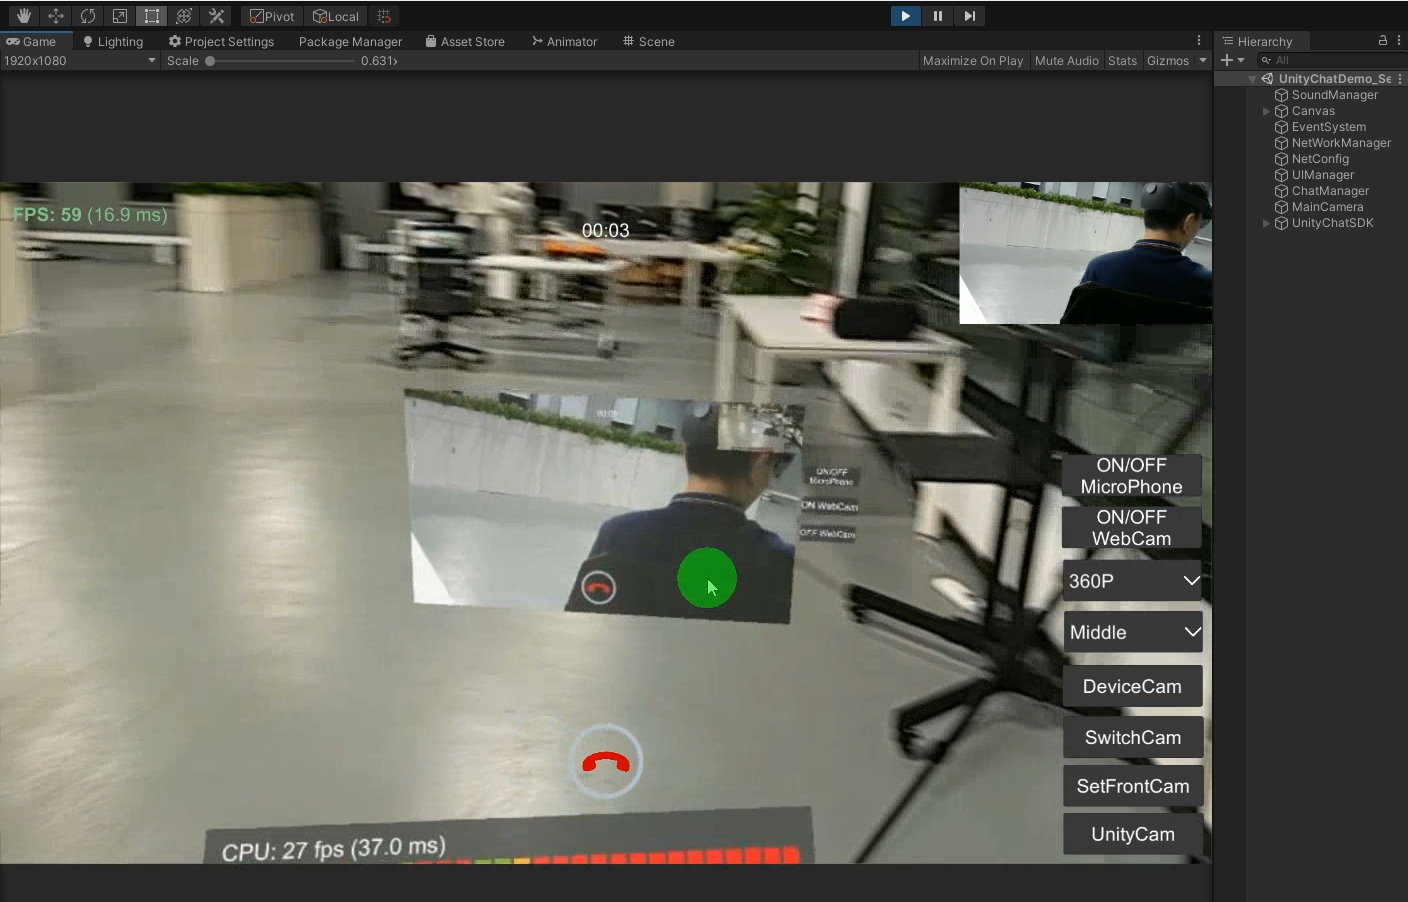 Pivot
Local
Game
Lighting
Project Settings
Package Manager
Asset Store
Animator
Scene
Hierarchy
1920x1080
Scale
0.631x
Maximize On Play
Mute Audio
Stats
Gizmos
All
UnityChatDemo_Se
SoundManager
Canvas
EventSystem
NetWorkManager
NetConfig
UIManager
ChatManager
MainCamera
UnityChatSDK
FPS: 59 (16.9 ms)
00:03
00:03
ON/OFF
MicroPhone
ON WebCam
OFF WebCam
ON/OFF
MicroPhone
ON/OFF
WebCam
360P
Middle
DeviceCam
SwitchCam
SetFrontCam
UnityCam
CPU: 27 fps (37.0 ms)